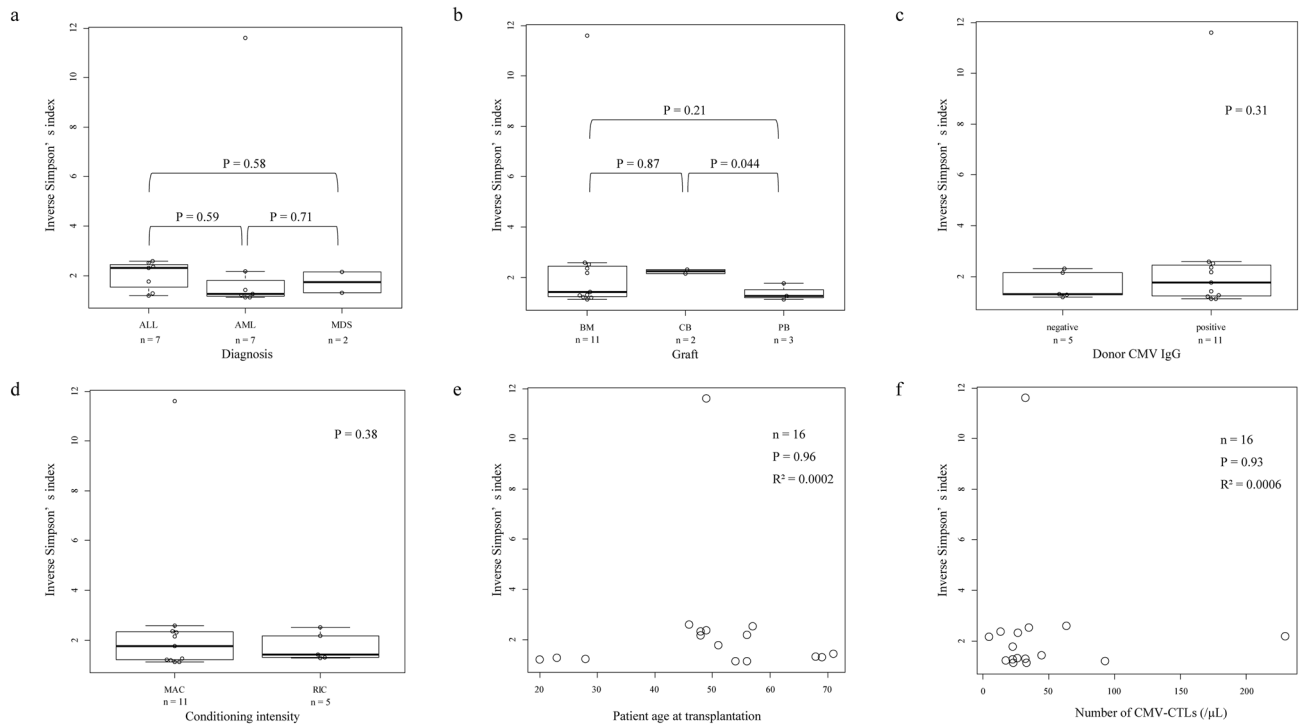 a
Inverse Simpson's index
12
10
8
6
4
2
P = 0.58
P = 0.59
P = 0.71
ALL
AML
MDS
n = 7
n = 7
n = 2
Diagnosis
b
Inverse Simpson's index
12
10
8
6
4
2
P = 0.21
P = 0.87
P = 0.044
BM
CB
PB
n = 11
n = 2
n = 3
Graft
c
Inverse Simpson's index
12
10
8
6
4
2
P = 0.31
negative
positive
n = 5
n = 11
Donor CMV IgG
d
Inverse Simpson's index
12
10
8
6
4
2
P = 0.38
MAC
RIC
n = 11
n = 5
Conditioning intensity
e
Inverse Simpson's index
12
10
8
6
4
2
n = 16
P = 0.96
R² = 0.0002
20 30 40 50 60 70
Patient age at transplantation
f
Inverse Simpson's index
12
10
8
6
4
2
n = 16
P = 0.93
R² = 0.0006
0 50 100 150 200
Number of CMV-CTLs (/μL)